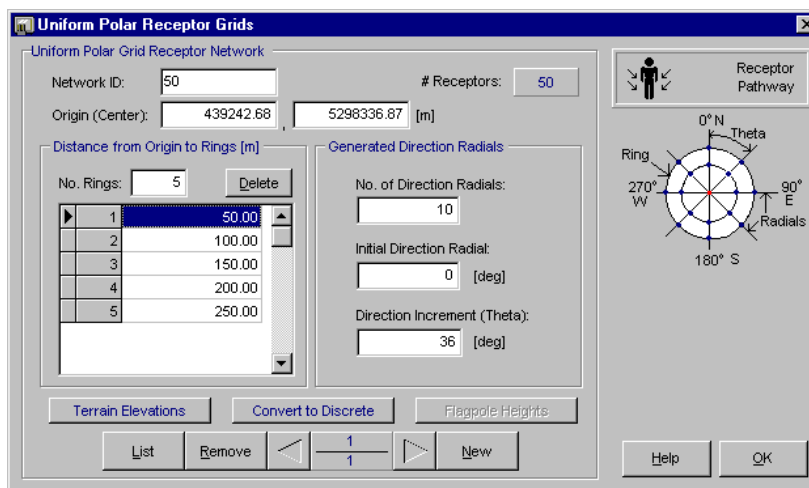 Uniform Polar Receptor Grids
Uniform Polar Grid Receptor Network
Network ID: 50 # Receptors: 50
Origin (Center): 439242.68 , 5298336.87 [m]
Distance from Origin to Rings [m]
No. Rings: 5 Delete
1 50.00
2 100.00
3 150.00
4 200.00
5 250.00
Generated Direction Radials
No. of Direction Radials:
10
Initial Direction Radial:
0 [deg]
Direction Increment (Theta):
36 [deg]
Terrain Elevations Convert to Discrete Flagpole Heights
List Remove 1 New
1
Receptor
Pathway
0° N
Theta
Ring
270°
W
90°
E
Radials
180° S
Help OK